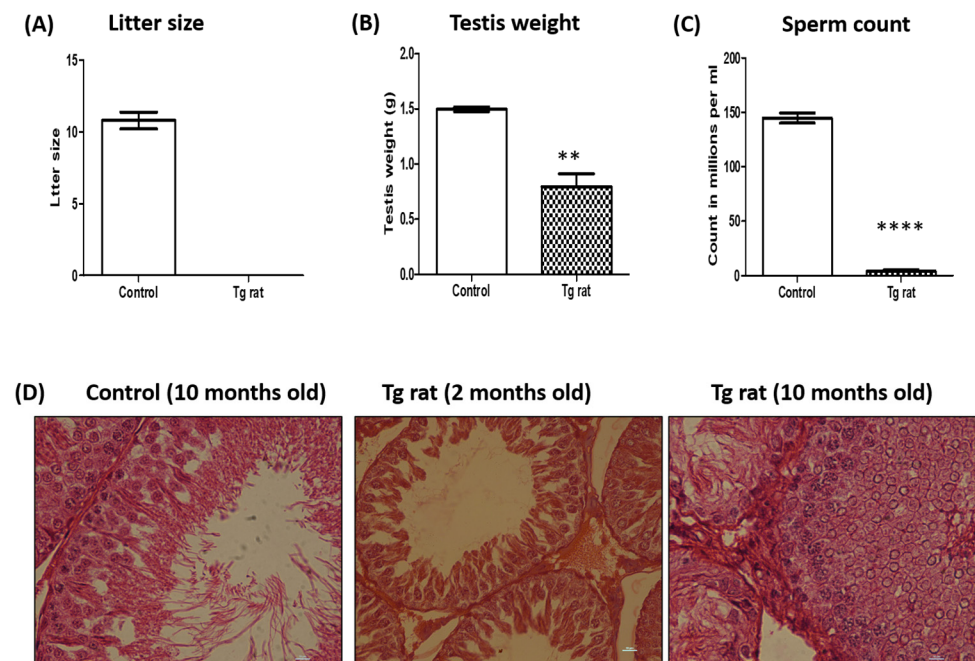 (A) Litter size
15
10
5
0
Ltter size
Control
Tg rat
(B) Testis weight
2.0
1.5
1.0
0.5
0.0
Testis weight (g)
**
Control
Tg rat
(C) Sperm count
200
150
100
50
0
Count in millions per ml
****
Control
Tg rat
(D) Control (10 months old)
Tg rat (2 months old)
Tg rat (10 months old)